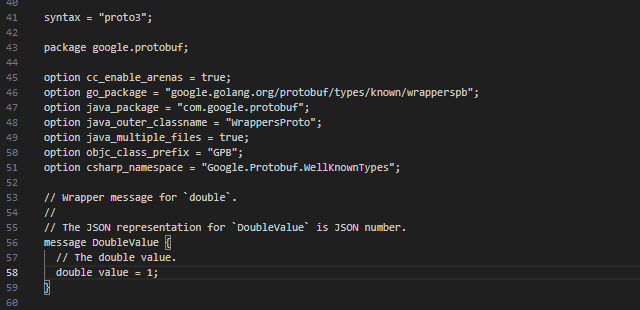 40
41 syntax = "proto3";
42
43 package google.protobuf;
44
45 option cc_enable_arenas = true;
46 option go_package = "google.golang.org/protobuf/types/known/wrapperspb";
47 option java_package = "com.google.protobuf";
48 option java_outer_classname = "WrappersProto";
49 option java_multiple_files = true;
50 option objc_class_prefix = "GPB";
51 option csharp_namespace = "Google.Protobuf.WellKnownTypes";
52
53 // Wrapper message for `double`.
54 //
55 // The JSON representation for `DoubleValue` is JSON number.
56 message DoubleValue {
57   // The double value.
58   double value = 1;
59 }
60